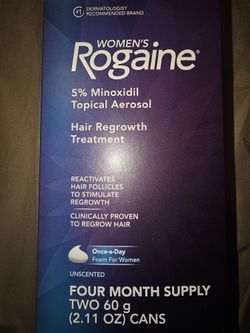 #1 DERMATOLOGIST
RECOMMENDED BRAND
WOMEN'S
Rogaine®
5% Minoxidil
Topical Aerosol
Hair Regrowth
Treatment
REACTIVATES
HAIR FOLLICLES
TO STIMULATE
REGROWTH
CLINICALLY PROVEN
TO REGROW HAIR
Once-a-Day
Foam For Women
UNSCENTED
FOUR MONTH SUPPLY
TWO 60 g
(2.11 OZ) CANS